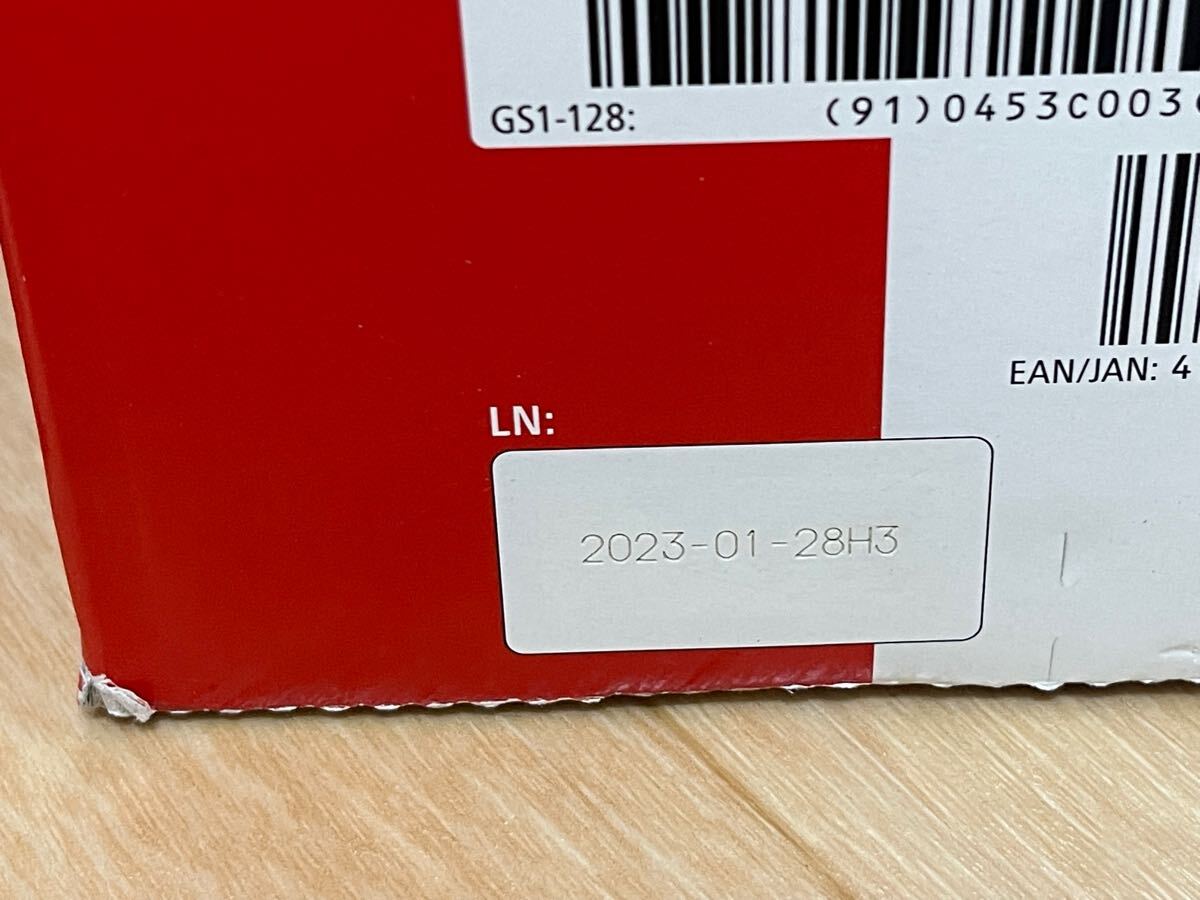 GS1-128: (91)0453C003
EAN/JAN: 4
LN:
2023-01-28H3